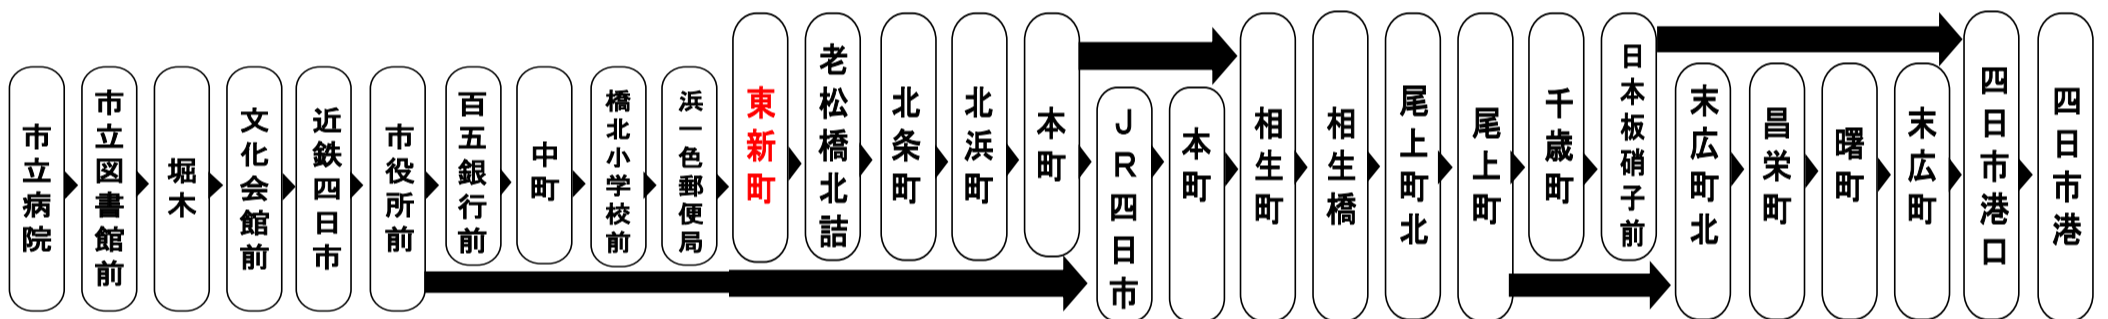 市立病院
市立図書館前
堀木
文化会館前
近鉄四日市
市役所前
百五銀行前
中町
橋北小学校前
浜一色郵便局
東新町
老松橋北詰
北条町
北浜町
本町
JR四日市
本町
相生町
相生橋
尾上町北
尾上町
千歳町
日本板硝子前
末広町北
昌栄町
曙町
末広町
四日市港口
四日市港